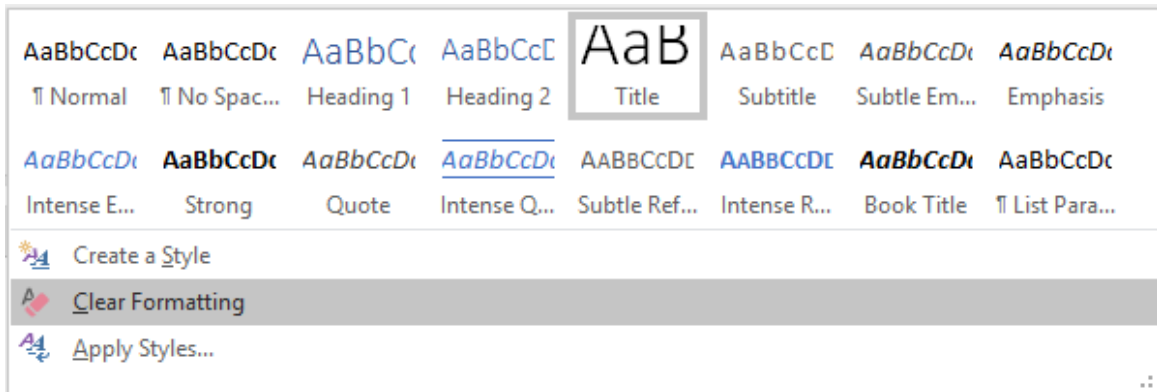 AaBbCcDc AaBbCcDc AaBbCc AaBbCcE AaB AaBbCcD AaBbCcDc AaBbCcDc
¶ Normal ¶ No Spac... Heading 1 Heading 2 Title Subtitle Subtle Em... Emphasis
AaBbCcDc AaBbCcDc AaBbCcDc AaBbCcDc AABBCCDE AABBCCDE AaBbCcDc AaBbCcDc
Intense E... Strong Quote Intense Q... Subtle Ref... Intense R... Book Title ¶ List Para...
Create a Style
Clear Formatting
Apply Styles...